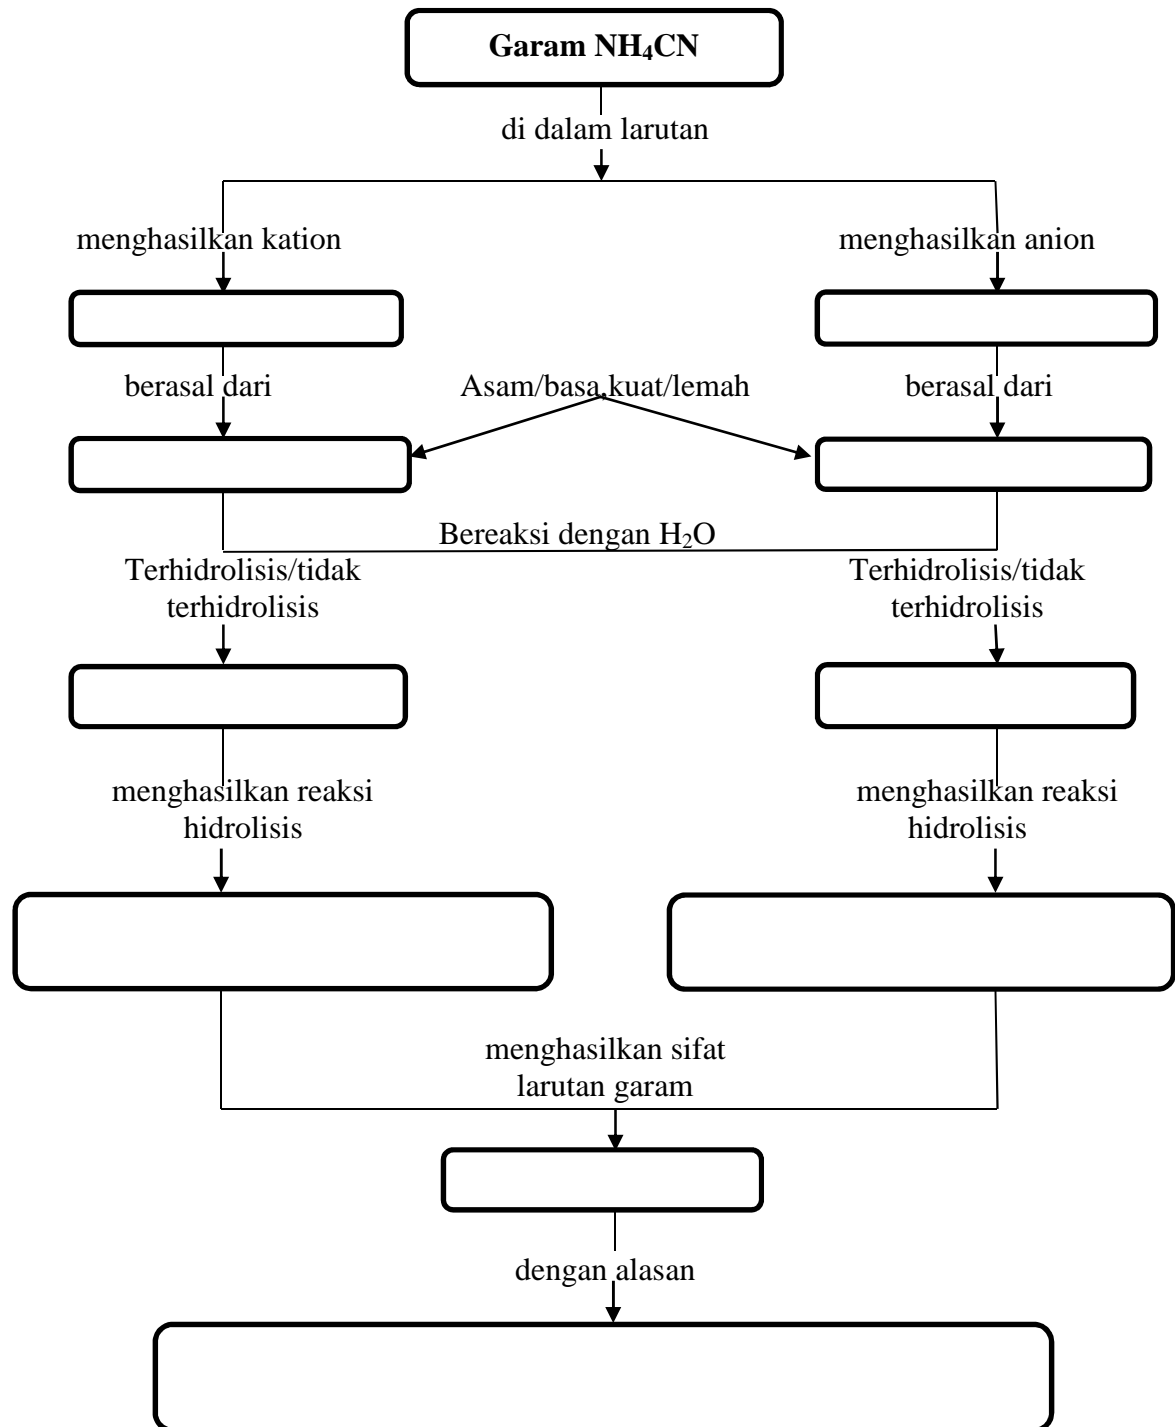 Garam NH₄CN
di dalam larutan
menghasilkan kation
menghasilkan anion
berasal dari
Asam/basa kuat/lemah
berasal dari
Bereaksi dengan H₂O
Terhidrolisis/tidak
terhidrolisis
Terhidrolisis/tidak
terhidrolisis
menghasilkan reaksi
hidrolisis
menghasilkan reaksi
hidrolisis
menghasilkan sifat
larutan garam
dengan alasan